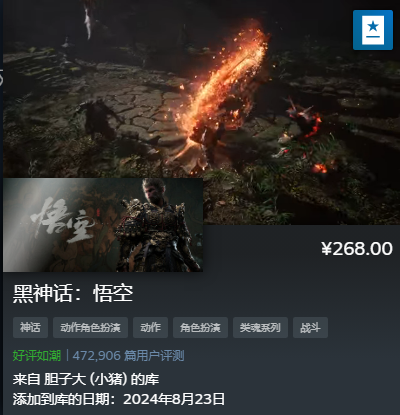 悟空
¥268.00
黑神话：悟空
神话 动作角色扮演 动作 角色扮演 类魂系列 战斗
好评如潮 | 472,906 篇用户评测
来自 胆子大 (小猪) 的库
添加到库的日期：2024年8月23日